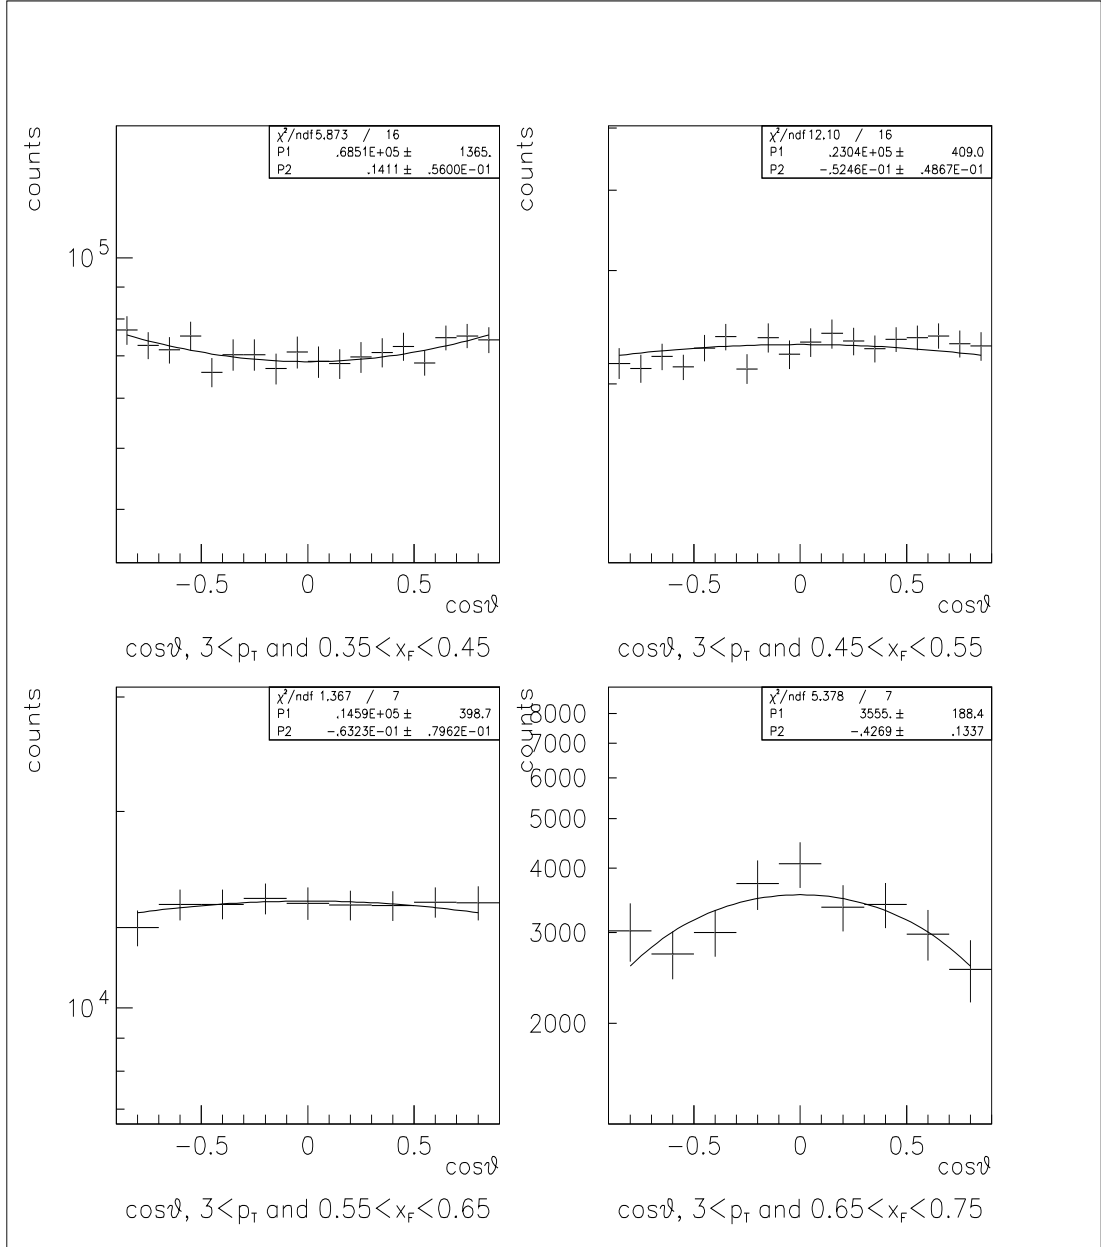 counts
χ²/ndf 5.873 / 16
P1 .6851E+05 ± 1365.
P2 .1411 ± .5600E-01
10⁵
-0.5 0 0.5
cosϑ
cosϑ, 3<p_T and 0.35<x_F<0.45
counts
χ²/ndf 12.10 / 16
P1 .2304E+05 ± 409.0
P2 -.5246E-01 ± .4867E-01
-0.5 0 0.5
cosϑ
cosϑ, 3<p_T and 0.45<x_F<0.55
counts
χ²/ndf 1.367 / 7
P1 .1459E+05 ± 398.7
P2 -.6323E-01 ± .7962E-01
10⁴
-0.5 0 0.5
cosϑ
cosϑ, 3<p_T and 0.55<x_F<0.65
counts
χ²/ndf 5.378 / 7
P1 3555. ± 188.4
P2 -.4269 ± .1337
8000
7000
6000
5000
4000
3000
2000
-0.5 0 0.5
cosϑ
cosϑ, 3<p_T and 0.65<x_F<0.75